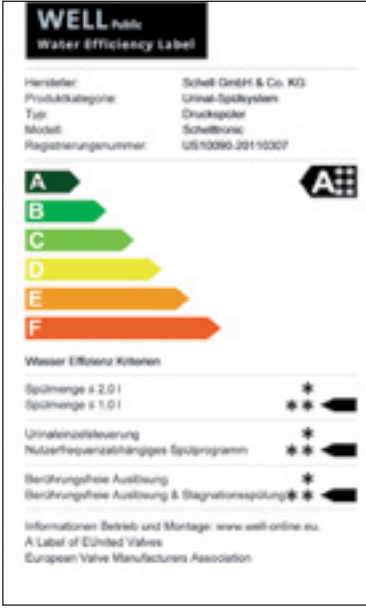 WELL Public
Water Efficiency Label
Hersteller: Schell GmbH & Co. KG
Produktkategorie: Urinal-Spülsystem
Typ: Druckspüler
Modell: Schelltronic
Registrierungsnummer: US10090-20110307
A A
B
C
D
E
F
Wasser Effizienz Kriterien
Spülmenge ≤ 2,0 l *
Spülmenge ≤ 1,0 l **
Urinaleinzelsteuerung *
Nutzerfrequenzabhängiges Spülprogramm **
Berührungsfreie Auslösung *
Berührungsfreie Auslösung & Stagnationsspülung **
Informationen Betrieb und Montage: www.well-online.eu
A Label of EUnited Valves
European Valve Manufacturers Association